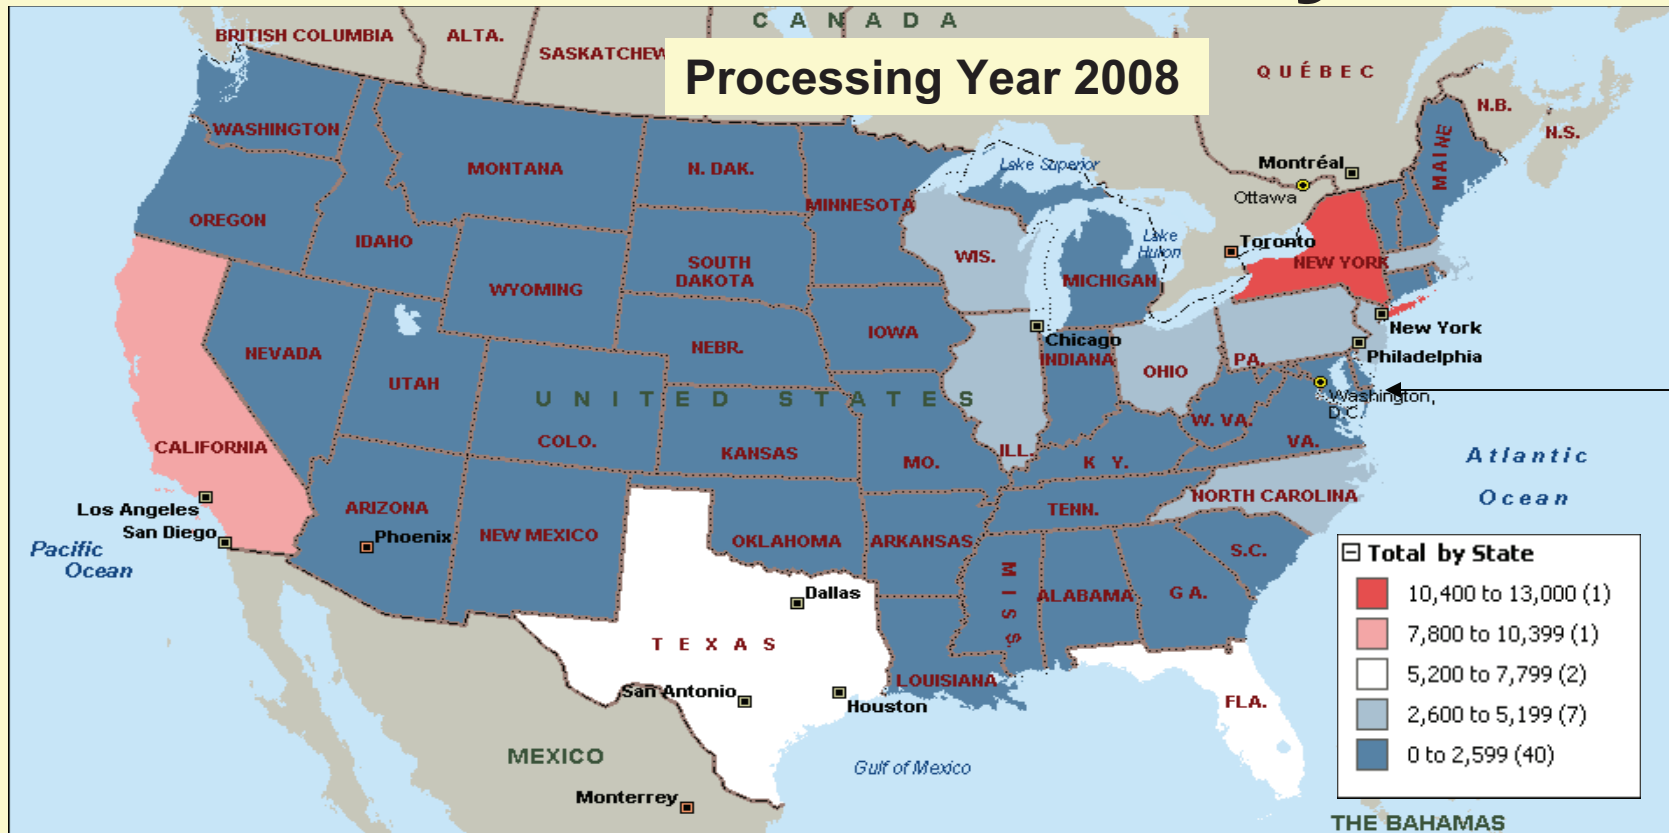 CANADA
BRITISH COLUMBIA
ALTA.
SASKATCHEW
Processing Year 2008
QUÉBEC
N.B.
N.S.
WASHINGTON
MONTANA
N. DAK.
Lake Superior
Montréal
MAINE
Ottawa
OREGON
IDAHO
MINNESOTA
SOUTH
DAKOTA
WIS.
Lake
Huron
Toronto
NEW YORK
WYOMING
MICHIGAN
NEVADA
UTAH
NEBR.
IOWA
Chicago
INDIANA
OHIO
PA.
New York
Philadelphia
UNITED STATES
Washington,
D.C.
CALIFORNIA
COLO.
KANSAS
MO.
ILL.
KY.
W. VA.
VA.
Atlantic
Ocean
Los Angeles
San Diego
ARIZONA
Phoenix
NEW MEXICO
OKLAHOMA
ARKANSAS
TENN.
NORTH CAROLINA
S.C.
Pacific
Ocean
Dallas
TEXAS
San Antonio
Houston
LOUISIANA
MISS.
ALABAMA
GA.
FLA.
MEXICO
Monterrey
Gulf of Mexico
Total by State
10,400 to 13,000 (1)
7,800 to 10,399 (1)
5,200 to 7,799 (2)
2,600 to 5,199 (7)
0 to 2,599 (40)
THE BAHAMAS